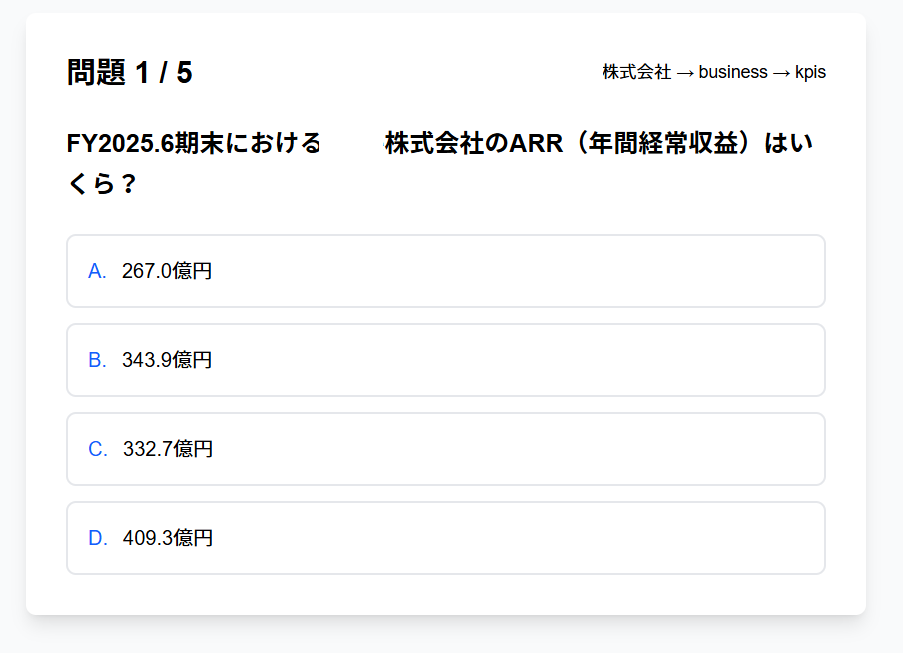 問題 1 / 5
株式会社 → business → kpis
FY2025.6期末における 株式会社のARR（年間経常収益）はい
くら？
A. 267.0億円
B. 343.9億円
C. 332.7億円
D. 409.3億円